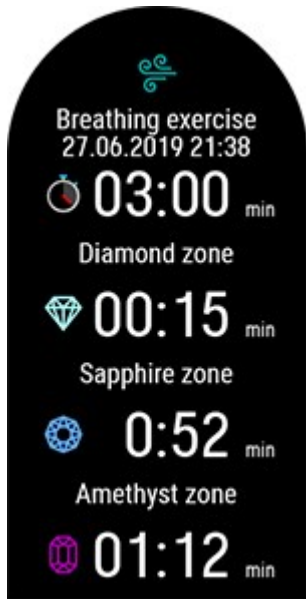 Breathing exercise
27.06.2019 21:38
03:00 min
Diamond zone
00:15 min
Sapphire zone
0:52 min
Amethyst zone
01:12 min